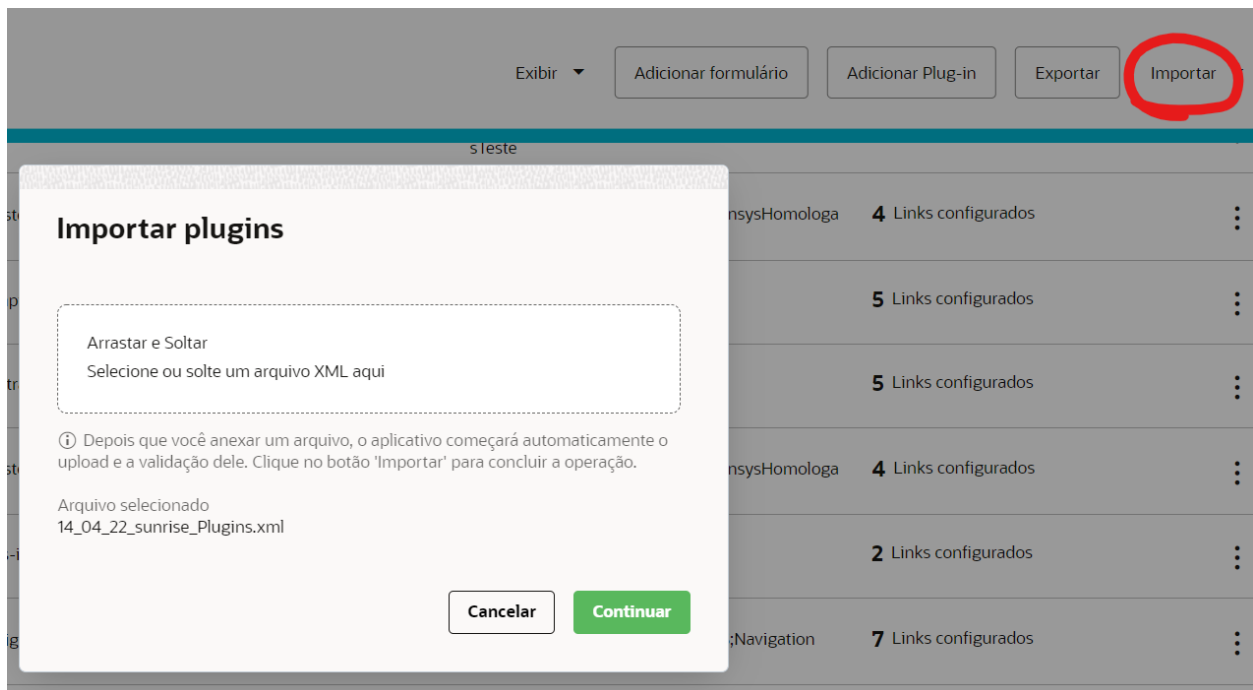 Exibir Adicionar formulário Adicionar Plug-in Exportar Importar
sTeste
Importar plugins
nsysHomologa 4 Links configurados
5 Links configurados
Arrastar e Soltar
Selecione ou solte um arquivo XML aqui
5 Links configurados
ⓘ Depois que você anexar um arquivo, o aplicativo começará automaticamente o
upload e a validação dele. Clique no botão 'Importar' para concluir a operação.
nsysHomologa 4 Links configurados
Arquivo selecionado
14_04_22_sunrise_Plugins.xml
2 Links configurados
Cancelar Continuar
;Navigation 7 Links configurados